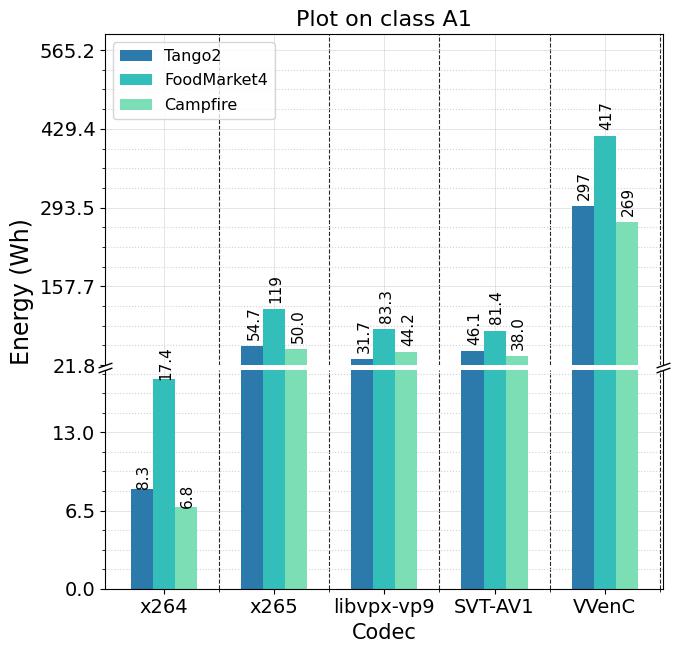 Plot on class A1
Tango2
FoodMarket4
Campfire
Energy (Wh)
565.2
429.4
293.5
157.7
21.8
13.0
6.5
0.0
8.3
17.4
6.8
54.7
119
50.0
31.7
83.3
44.2
46.1
81.4
38.0
297
417
269
x264
x265
libvpx-vp9
SVT-AV1
VVenC
Codec